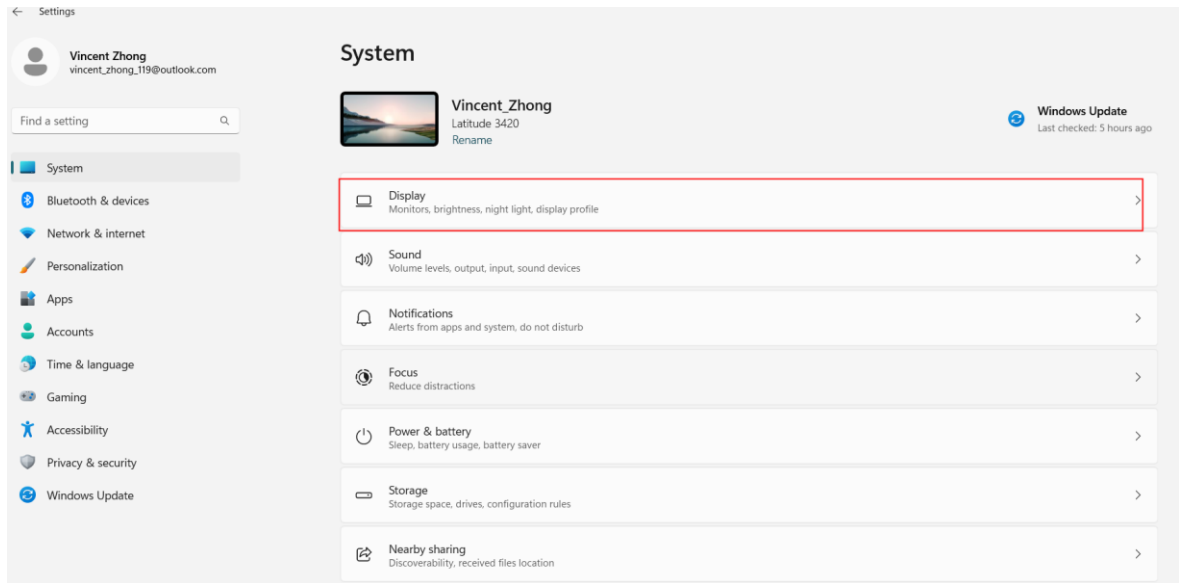 Settings
Vincent Zhong
vincent_zhong_119@outlook.com
Find a setting
System
Bluetooth & devices
Network & internet
Personalization
Apps
Accounts
Time & language
Gaming
Accessibility
Privacy & security
Windows Update
System
Vincent_Zhong
Latitude 3420
Rename
Windows Update
Last checked: 5 hours ago
Display
Monitors, brightness, night light, display profile
Sound
Volume levels, output, input, sound devices
Notifications
Alerts from apps and system, do not disturb
Focus
Reduce distractions
Power & battery
Sleep, battery usage, battery saver
Storage
Storage space, drives, configuration rules
Nearby sharing
Discoverability, received files location